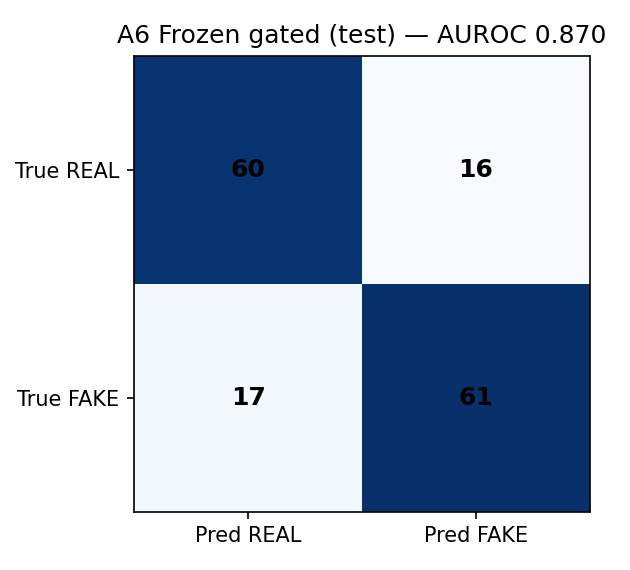 A6 Frozen gated (test) — AUROC 0.870
True REAL 60 16
True FAKE 17 61
Pred REAL Pred FAKE